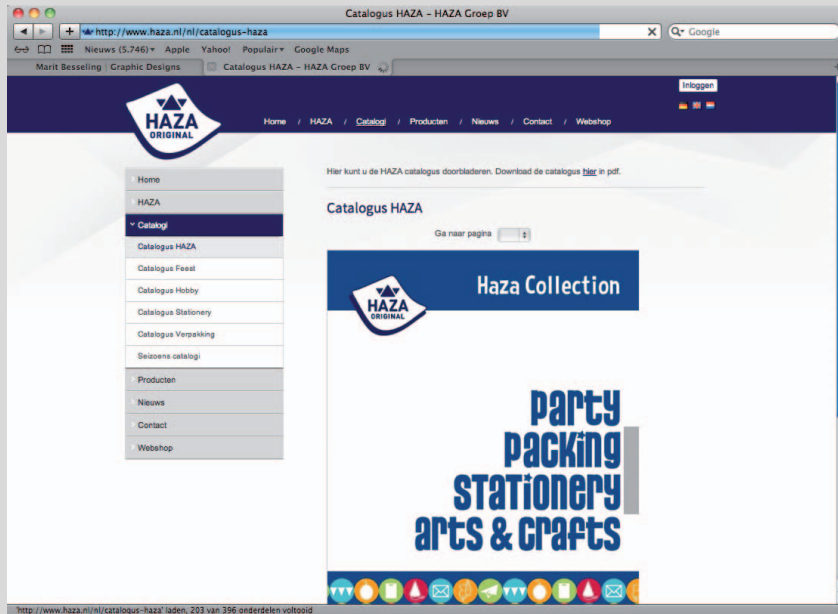 Catalogus HAZA – HAZA Groep BV
http://www.haza.nl/nl/catalogus-haza
Google
Nieuws (5.746) Apple Yahoo! Populair Google Maps
Marit Besseling | Graphic Designs
Catalogus HAZA – HAZA Groep BV
Inloggen
HAZA
ORIGINAL
Home / HAZA / Catalogi / Producten / Nieuws / Contact / Webshop
Home
HAZA
Catalogi
Catalogus HAZA
Catalogus Feest
Catalogus Hobby
Catalogus Stationery
Catalogus Verpakking
Seizoens catalogi
Producten
Nieuws
Contact
Webshop
Hier kunt u de HAZA catalogus doorbladeren. Download de catalogus hier in pdf.
Catalogus HAZA
Ga naar pagina
HAZA
ORIGINAL
Haza Collection
party
packing
stationery
arts & crafts
'http://www.haza.nl/nl/catalogus-haza' laden, 203 van 396 onderdelen voltooid